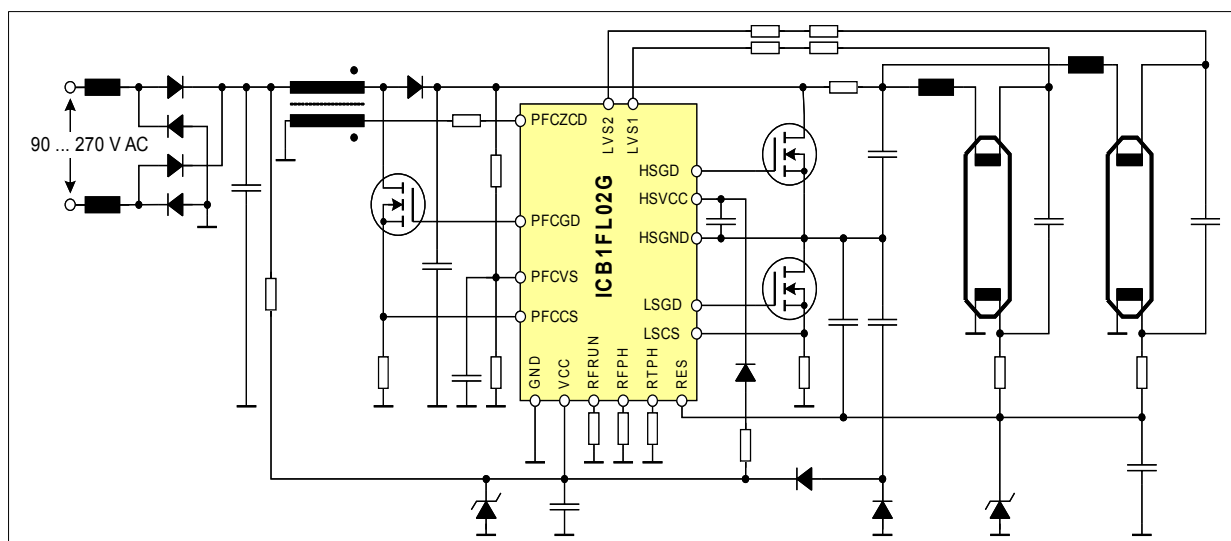 90 ... 270 V AC
PFCZCD
PFCGD
PFCVS
PFCCS
LVS2
LVS1
ICB1FL02G
HSGD
HSVCC
HSGND
LSGD
LSCS
GND
VCC
RFRUN
RFPH
RTPH
RES